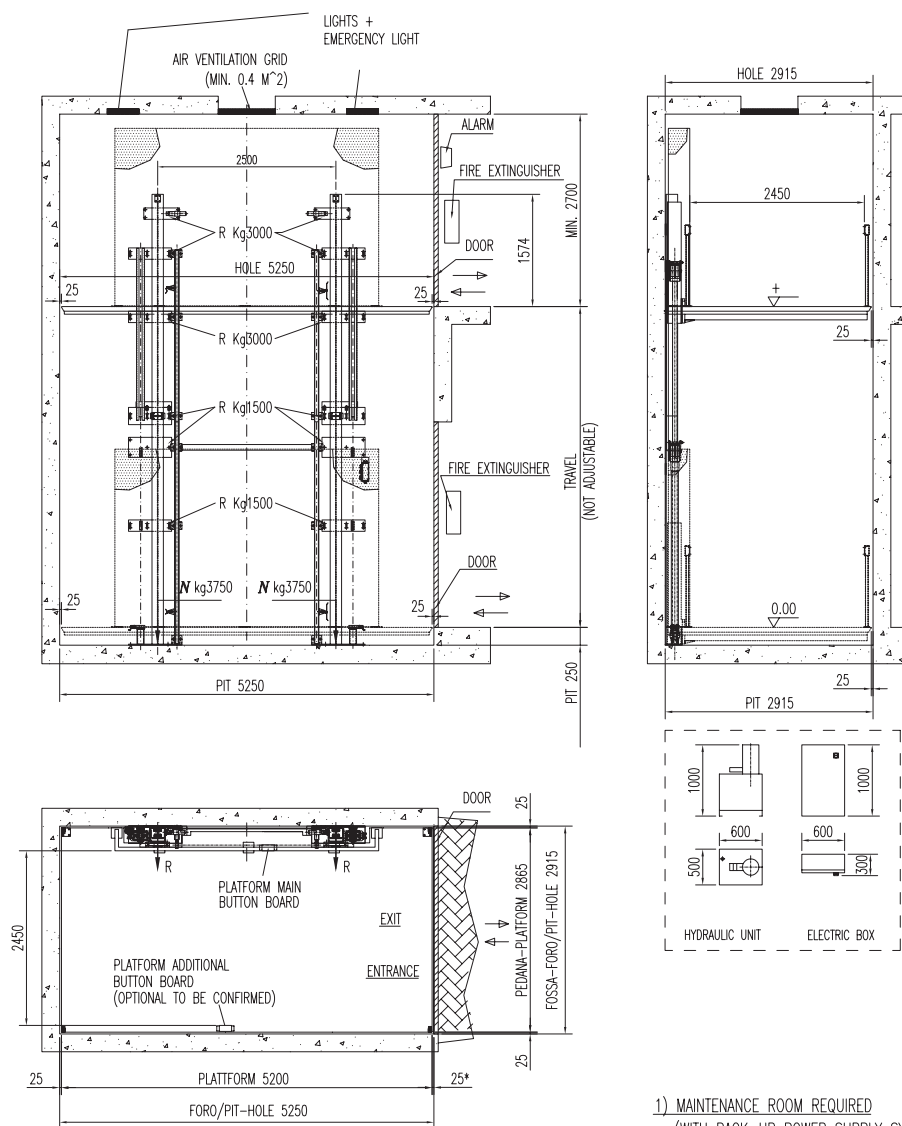 LIGHTS +
EMERGENCY LIGHT
AIR VENTILATION GRID
(MIN. 0.4 M^2)
HOLE 2915
ALARM
2500
FIRE EXTINGUISHER
2450
MIN. 2700
R Kg3000
1574
DOOR
HOLE 5250
25
25
+
R Kg3000
25
R Kg1500
TRAVEL
(NOT ADJUSTABLE)
FIRE EXTINGUISHER
R Kg1500
DOOR
N kg3750
N kg3750
25
25
0.00
PIT 5250
PIT 250
25
PIT 2915
1000
1000
600
600
500
300
HYDRAULIC UNIT
ELECTRIC BOX
DOOR
25
R
R
PLATFORM MAIN
BUTTON BOARD
2450
EXIT
ENTRANCE
PEDANA-PLATFORM 2865
FOSSA-FORO/PIT-HOLE 2915
PLATFORM ADDITIONAL
BUTTON BOARD
(OPTIONAL TO BE CONFIRMED)
25
25
PLATTFORM 5200
25*
FORO/PIT-HOLE 5250
1) MAINTENANCE ROOM REQUIRED